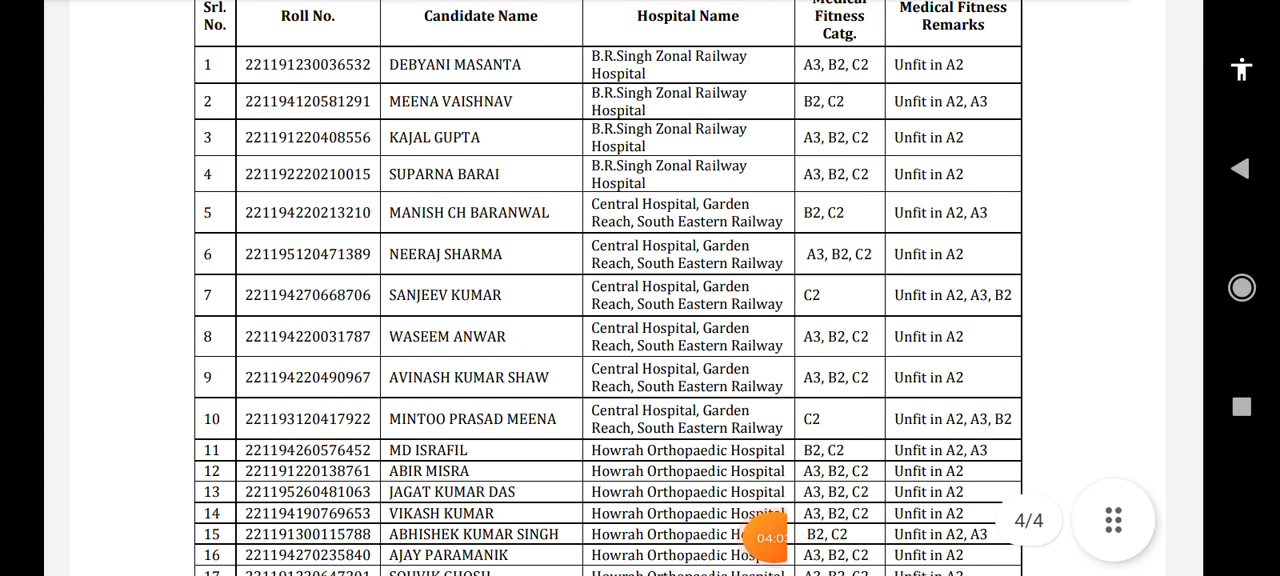 Srl. No. Roll No. Candidate Name Hospital Name Medical Fitness Catg. Medical Fitness Remarks
1 221191230036532 DEBYANI MASANTA B.R.Singh Zonal Railway Hospital A3, B2, C2 Unfit in A2
2 221194120581291 MEENA VAISHNAV B.R.Singh Zonal Railway Hospital B2, C2 Unfit in A2, A3
3 221191220408556 KAJAL GUPTA B.R.Singh Zonal Railway Hospital A3, B2, C2 Unfit in A2
4 221192220210015 SUPARNA BARAI B.R.Singh Zonal Railway Hospital A3, B2, C2 Unfit in A2
5 221194220213210 MANISH CH BARANWAL Central Hospital, Garden Reach, South Eastern Railway B2, C2 Unfit in A2, A3
6 221195120471389 NEERAJ SHARMA Central Hospital, Garden Reach, South Eastern Railway A3, B2, C2 Unfit in A2
7 221194270668706 SANJEEV KUMAR Central Hospital, Garden Reach, South Eastern Railway C2 Unfit in A2, A3, B2
8 221194220031787 WASEEM ANWAR Central Hospital, Garden Reach, South Eastern Railway A3, B2, C2 Unfit in A2
9 221194220490967 AVINASH KUMAR SHAW Central Hospital, Garden Reach, South Eastern Railway A3, B2, C2 Unfit in A2
10 221193120417922 MINTOO PRASAD MEENA Central Hospital, Garden Reach, South Eastern Railway C2 Unfit in A2, A3, B2
11 221194260576452 MD ISRAFIL Howrah Orthopaedic Hospital B2, C2 Unfit in A2, A3
12 221191220138761 ABIR MISRA Howrah Orthopaedic Hospital A3, B2, C2 Unfit in A2
13 221195260481063 JAGAT KUMAR DAS Howrah Orthopaedic Hospital A3, B2, C2 Unfit in A2
14 221194190769653 VIKASH KUMAR Howrah Orthopaedic Hospital A3, B2, C2 Unfit in A2
15 221191300115788 ABHISHEK KUMAR SINGH Howrah Orthopaedic B2, C2 Unfit in A2, A3
16 221194270235840 AJAY PARAMANIK Howrah Orthopaedic A3, B2, C2 Unfit in A2
4/4